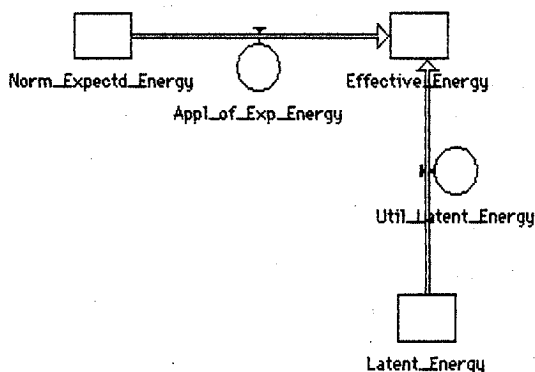 Norm_Expectd_Energy
Effective_Energy
Appl_of_Exp_Energy
Util_Latent_Energy
Latent_Energy